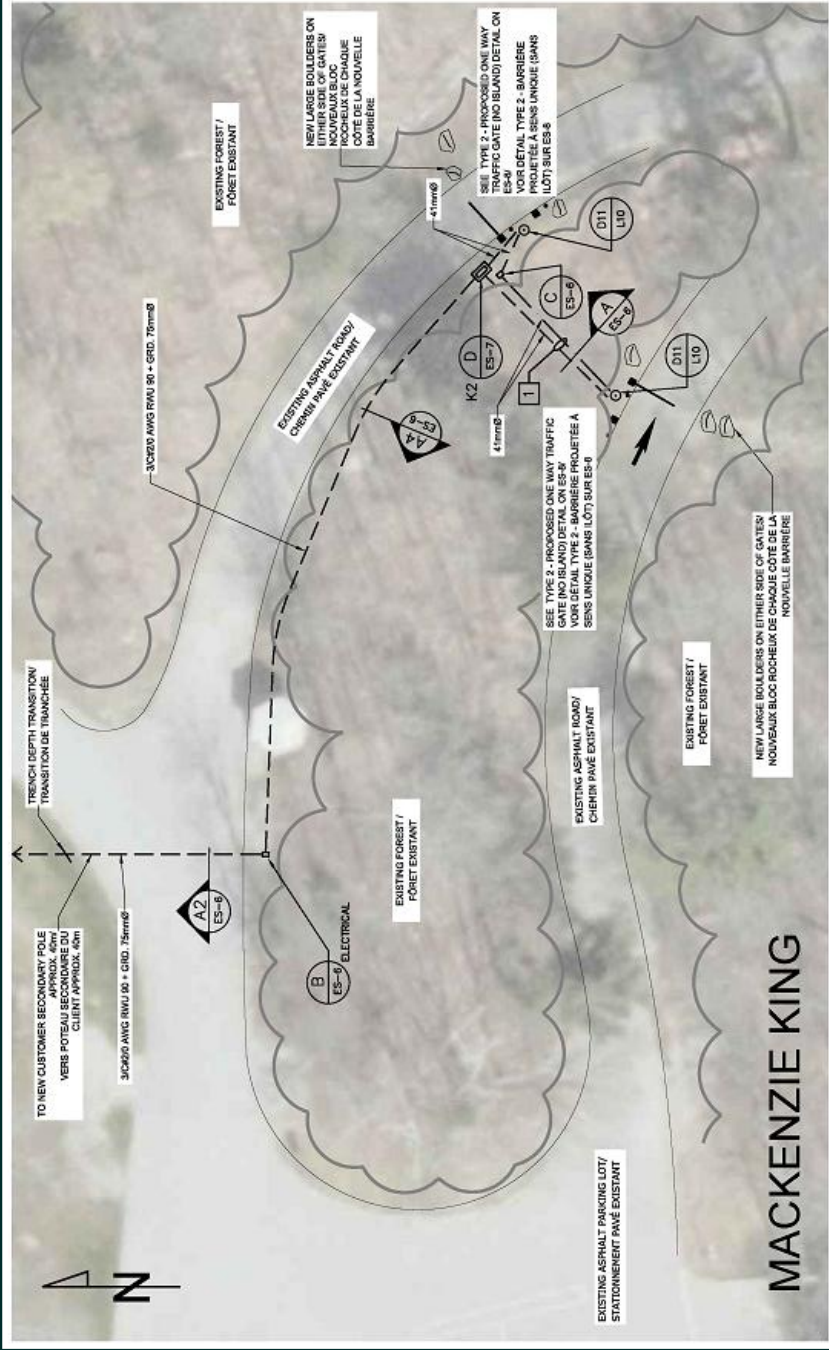 TO NEW CUSTOMER SECONDARY POLE
APPROX. 40m/
VERS POTEAU SECONDAIRE DU
CLIENT APPROX. 40m
3/C#2/0 AWG RWU 90 + GRD. 75mmØ
TRENCH DEPTH TRANSITION/
TRANSITION DE TRANCHÉE
3/C#2/0 AWG RWU 90 + GRD. 75mmØ
EXISTING FOREST /
FÔRET EXISTANT
NEW LARGE BOULDERS ON
EITHER SIDE OF GATES/
NOUVEAUX BLOC
ROCHEUX DE CHAQUE
CÔTÉ DE LA NOUVELLE
BARRIÈRE
N
A2
ES-6
B
ES-6
ELECTRICAL
EXISTING ASPHALT ROAD/
CHEMIN PAVÉ EXISTANT
A4
ES-6
41mmØ
SEE TYPE 2 - PROPOSED ONE WAY
TRAFFIC GATE (NO ISLAND) DETAIL ON
ES-8/
VOIR DÉTAIL TYPE 2 - BARRIÈRE
PROJETÉE À SENS UNIQUE (SANS
ILÔT) SUR ES-8
K2
D
ES-7
1
C
ES-6
A
ES-6
D11
L10
41mmØ
D11
L10
EXISTING FOREST /
FÔRET EXISTANT
SEE TYPE 2 - PROPOSED ONE WAY TRAFFIC
GATE (NO ISLAND) DETAIL ON ES-8/
VOIR DÉTAIL TYPE 2 - BARRIÈRE PROJETÉE À
SENS UNIQUE (SANS ILÔT) SUR ES-8
EXISTING ASPHALT ROAD/
CHEMIN PAVÉ EXISTANT
EXISTING FOREST /
FÔRET EXISTANT
NEW LARGE BOULDERS ON EITHER SIDE OF GATES/
NOUVEAUX BLOC ROCHEUX DE CHAQUE CÔTÉ DE LA
NOUVELLE BARRIÈRE
EXISTING ASPHALT PARKING LOT/
STATIONNEMENT PAVÉ EXISTANT
MACKENZIE KING